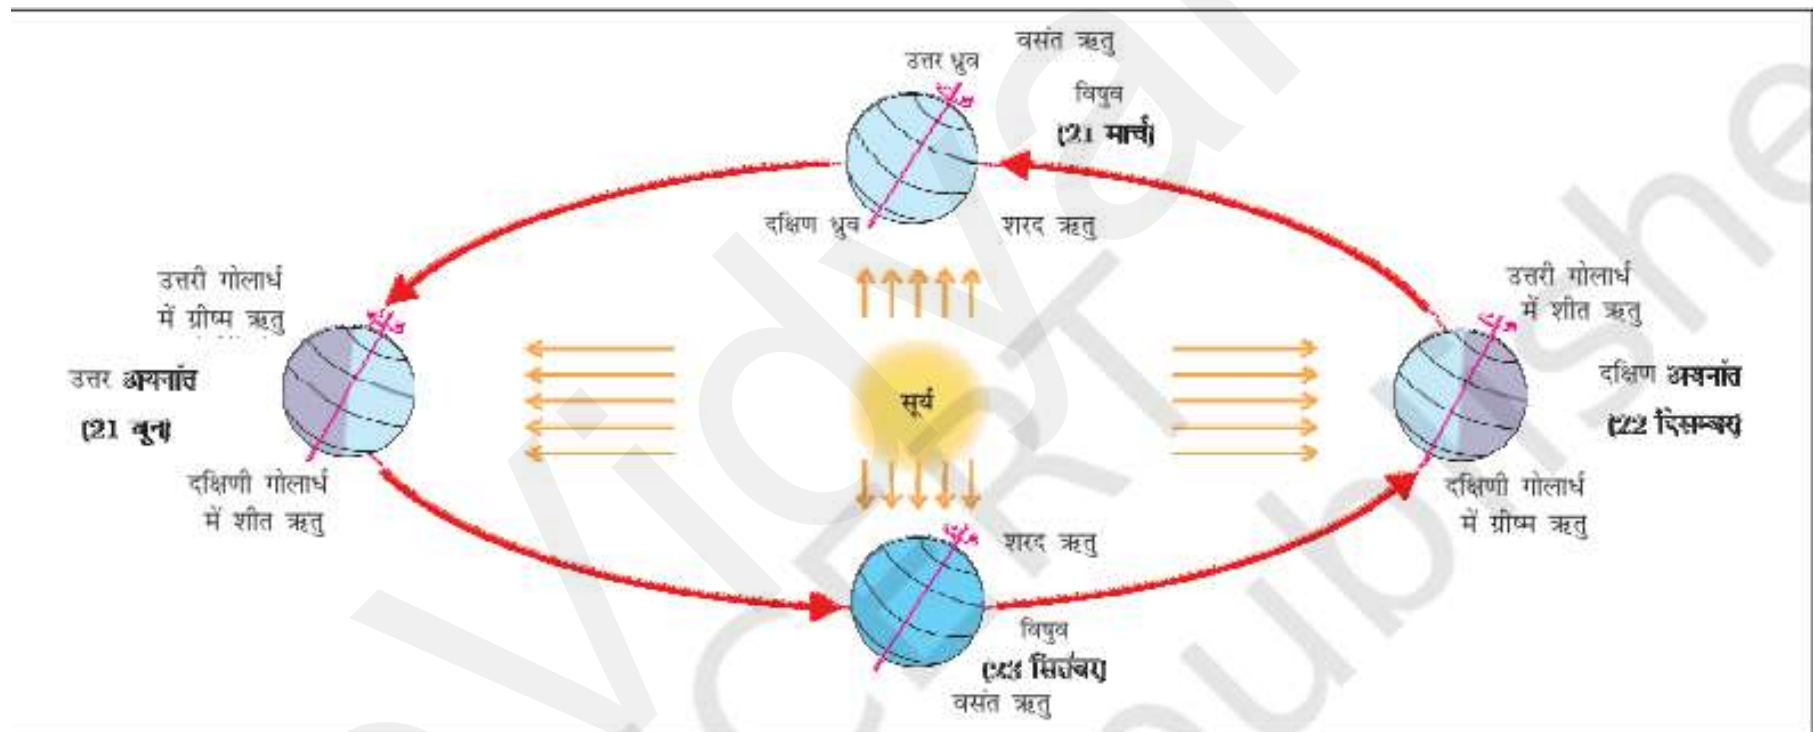 वसंत ऋतु
उत्तर ध्रुव
विषुव
(21 मार्च)
दक्षिण ध्रुव
शरद ऋतु
उत्तरी गोलार्ध
में ग्रीष्म ऋतु
उत्तर अयनांत
(21 जून)
दक्षिणी गोलार्ध
में शीत ऋतु
सूर्य
उत्तरी गोलार्ध
में शीत ऋतु
दक्षिण अयनांत
(22 दिसम्बर)
दक्षिणी गोलार्ध
में ग्रीष्म ऋतु
शरद ऋतु
विषुव
(23 सितंबर)
वसंत ऋतु